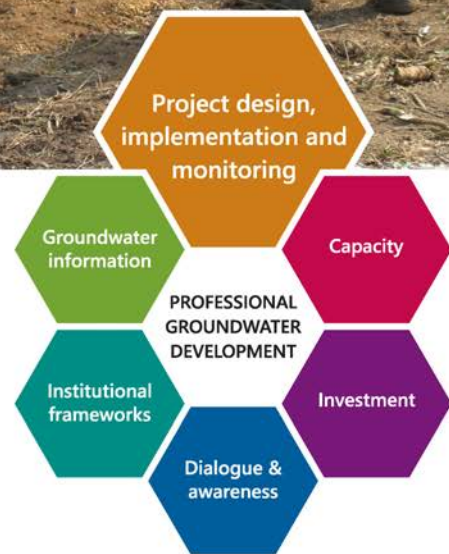 Project design,
implementation and
monitoring
Groundwater
information
Capacity
PROFESSIONAL
GROUNDWATER
DEVELOPMENT
Institutional
frameworks
Investment
Dialogue &
awareness